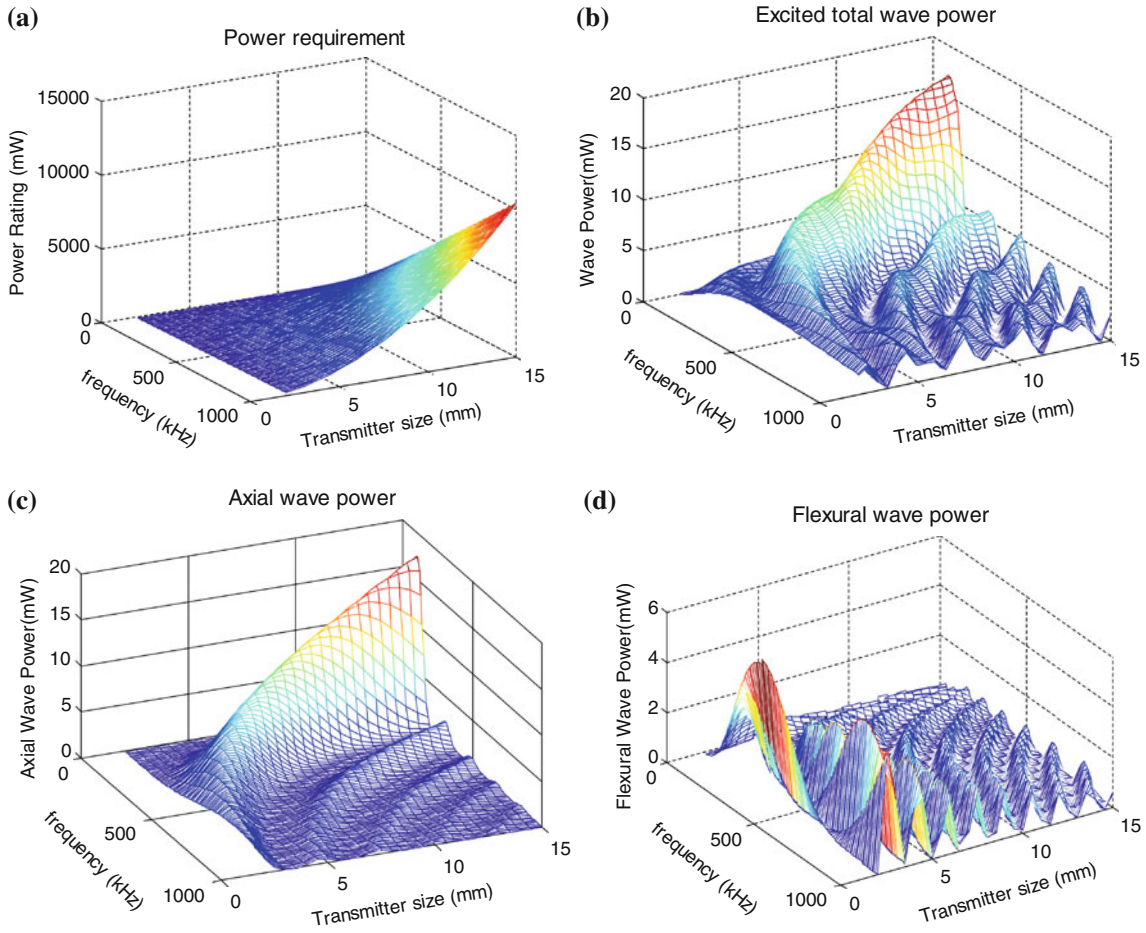 (a)
Power requirement
15000
10000
5000
0
Power Rating (mW)
0
500
1000
frequency (kHz)
0
5
10
15
Transmitter size (mm)
(b)
Excited total wave power
20
15
10
5
0
Wave Power(mW)
0
500
1000
frequency (kHz)
5
10
15
Transmitter size (mm)
(c)
Axial wave power
20
15
10
5
0
Axial Wave Power(mW)
0
500
1000
frequency (kHz)
0
5
10
15
Transmitter size (mm)
(d)
Flexural wave power
6
4
2
0
Flexural Wave Power(mW)
0
500
1000
frequency (kHz)
0
5
10
15
Transmitter size (mm)